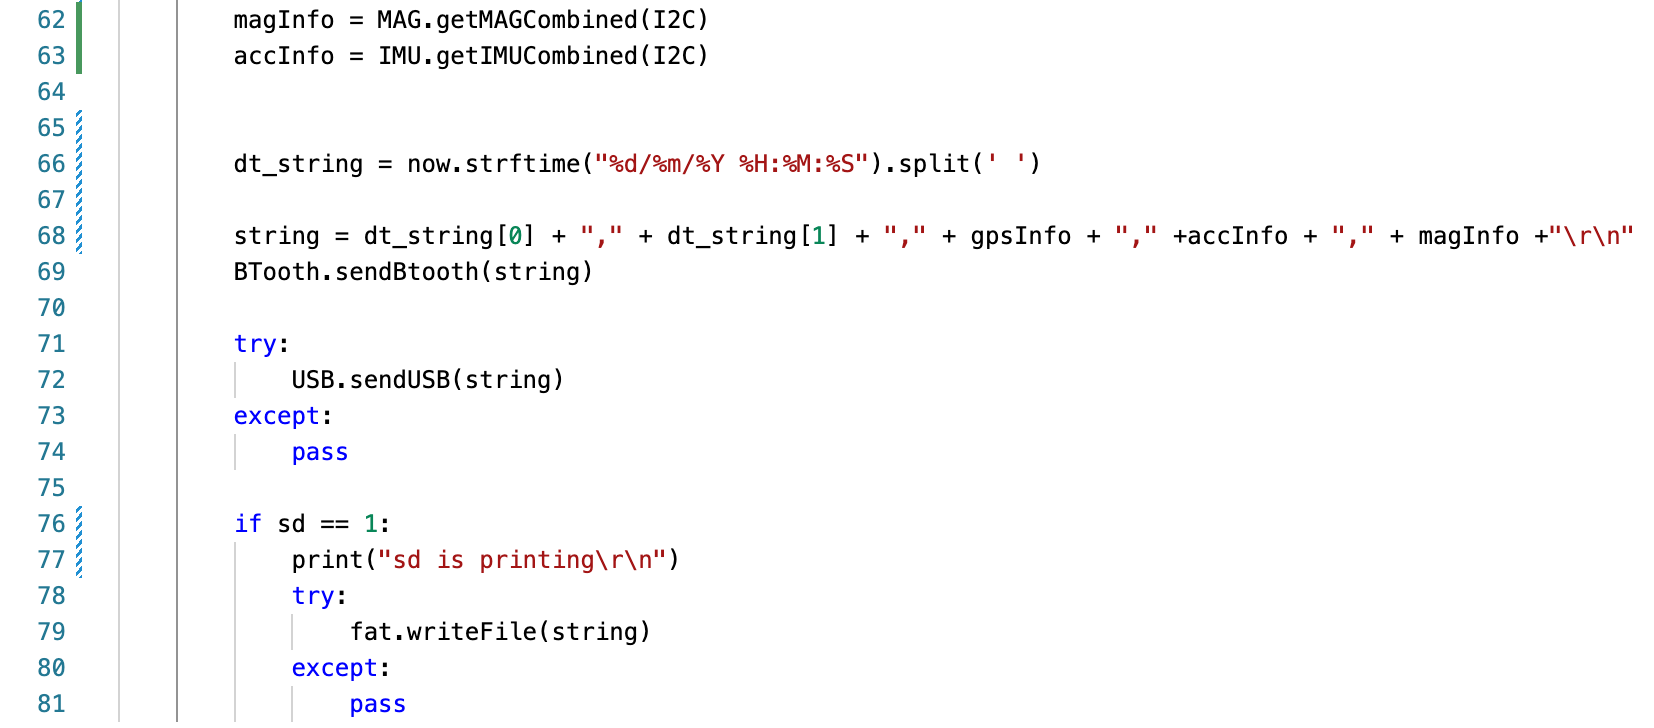 62 magInfo = MAG.getMAGCombined(I2C)
63 accInfo = IMU.getIMUCombined(I2C)
64
65
66 dt_string = now.strftime("%d/%m/%Y %H:%M:%S").split(' ')
67
68 string = dt_string[0] + "," + dt_string[1] + "," + gpsInfo + "," +accInfo + "," + magInfo +"\r\n"
69 BTooth.sendBtooth(string)
70
71 try:
72     USB.sendUSB(string)
73 except:
74     pass
75
76 if sd == 1:
77     print("sd is printing\r\n")
78     try:
79         fat.writeFile(string)
80     except:
81         pass